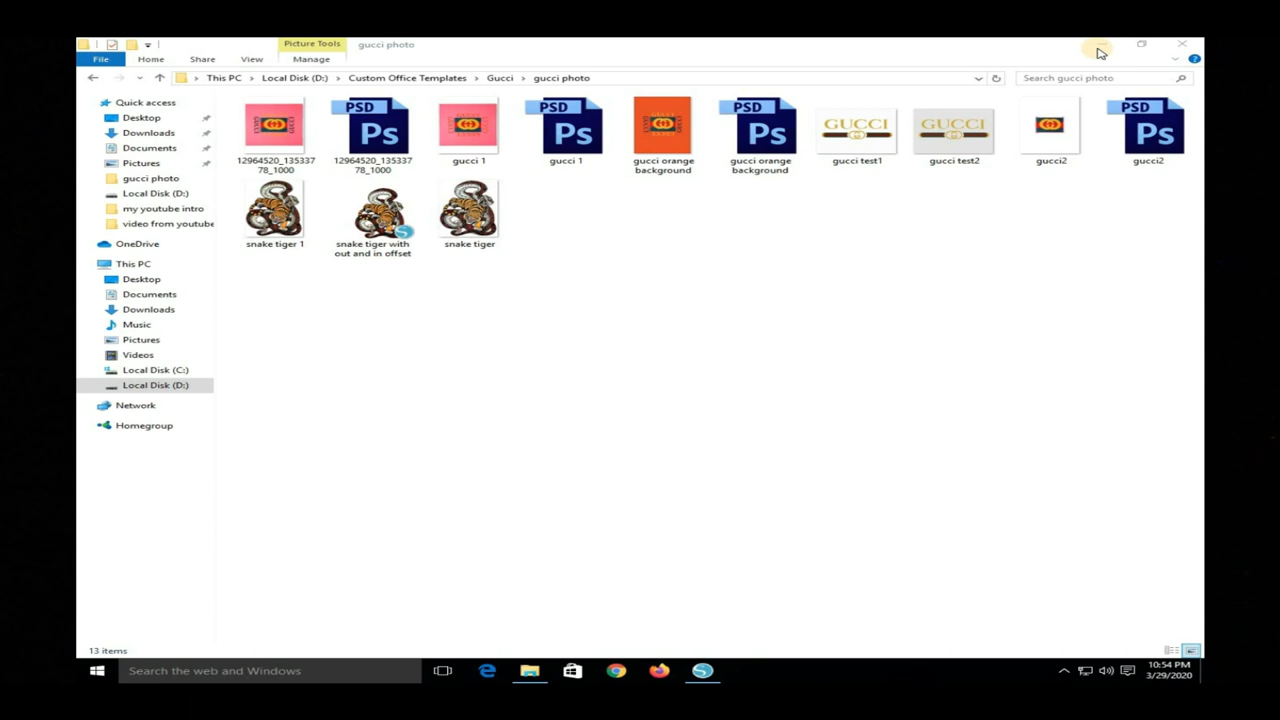 Picture Tools
gucci photo
File
Home
Share
View
Manage
This PC
Local Disk (D:)
Custom Office Templates
Gucci
gucci photo
Search gucci photo
Quick access
Desktop
Downloads
Documents
Pictures
gucci photo
Local Disk (D:)
my youtube intro
video from youtube
OneDrive
This PC
Desktop
Documents
Downloads
Music
Pictures
Videos
Local Disk (C:)
Local Disk (D:)
Network
Homegroup
PSD
Ps
PSD
Ps
PSD
Ps
GUCCI
GUCCI
PSD
Ps
12964520_135337
78_1000
12964520_135337
78_1000
gucci 1
gucci 1
gucci orange
background
gucci orange
background
gucci test1
gucci test2
gucci2
gucci2
snake tiger 1
snake tiger with
out and in offset
snake tiger
13 items
Search the web and Windows
10:54 PM
3/29/2020